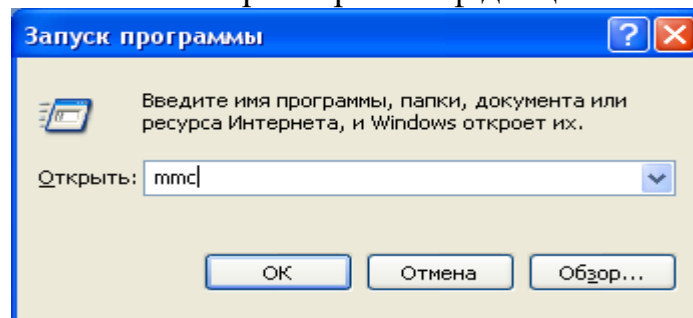 Запуск программы
Введите имя программы, папки, документа или
ресурса Интернета, и Windows откроет их.
Открыть: mmc
ОК Отмена Обзор...